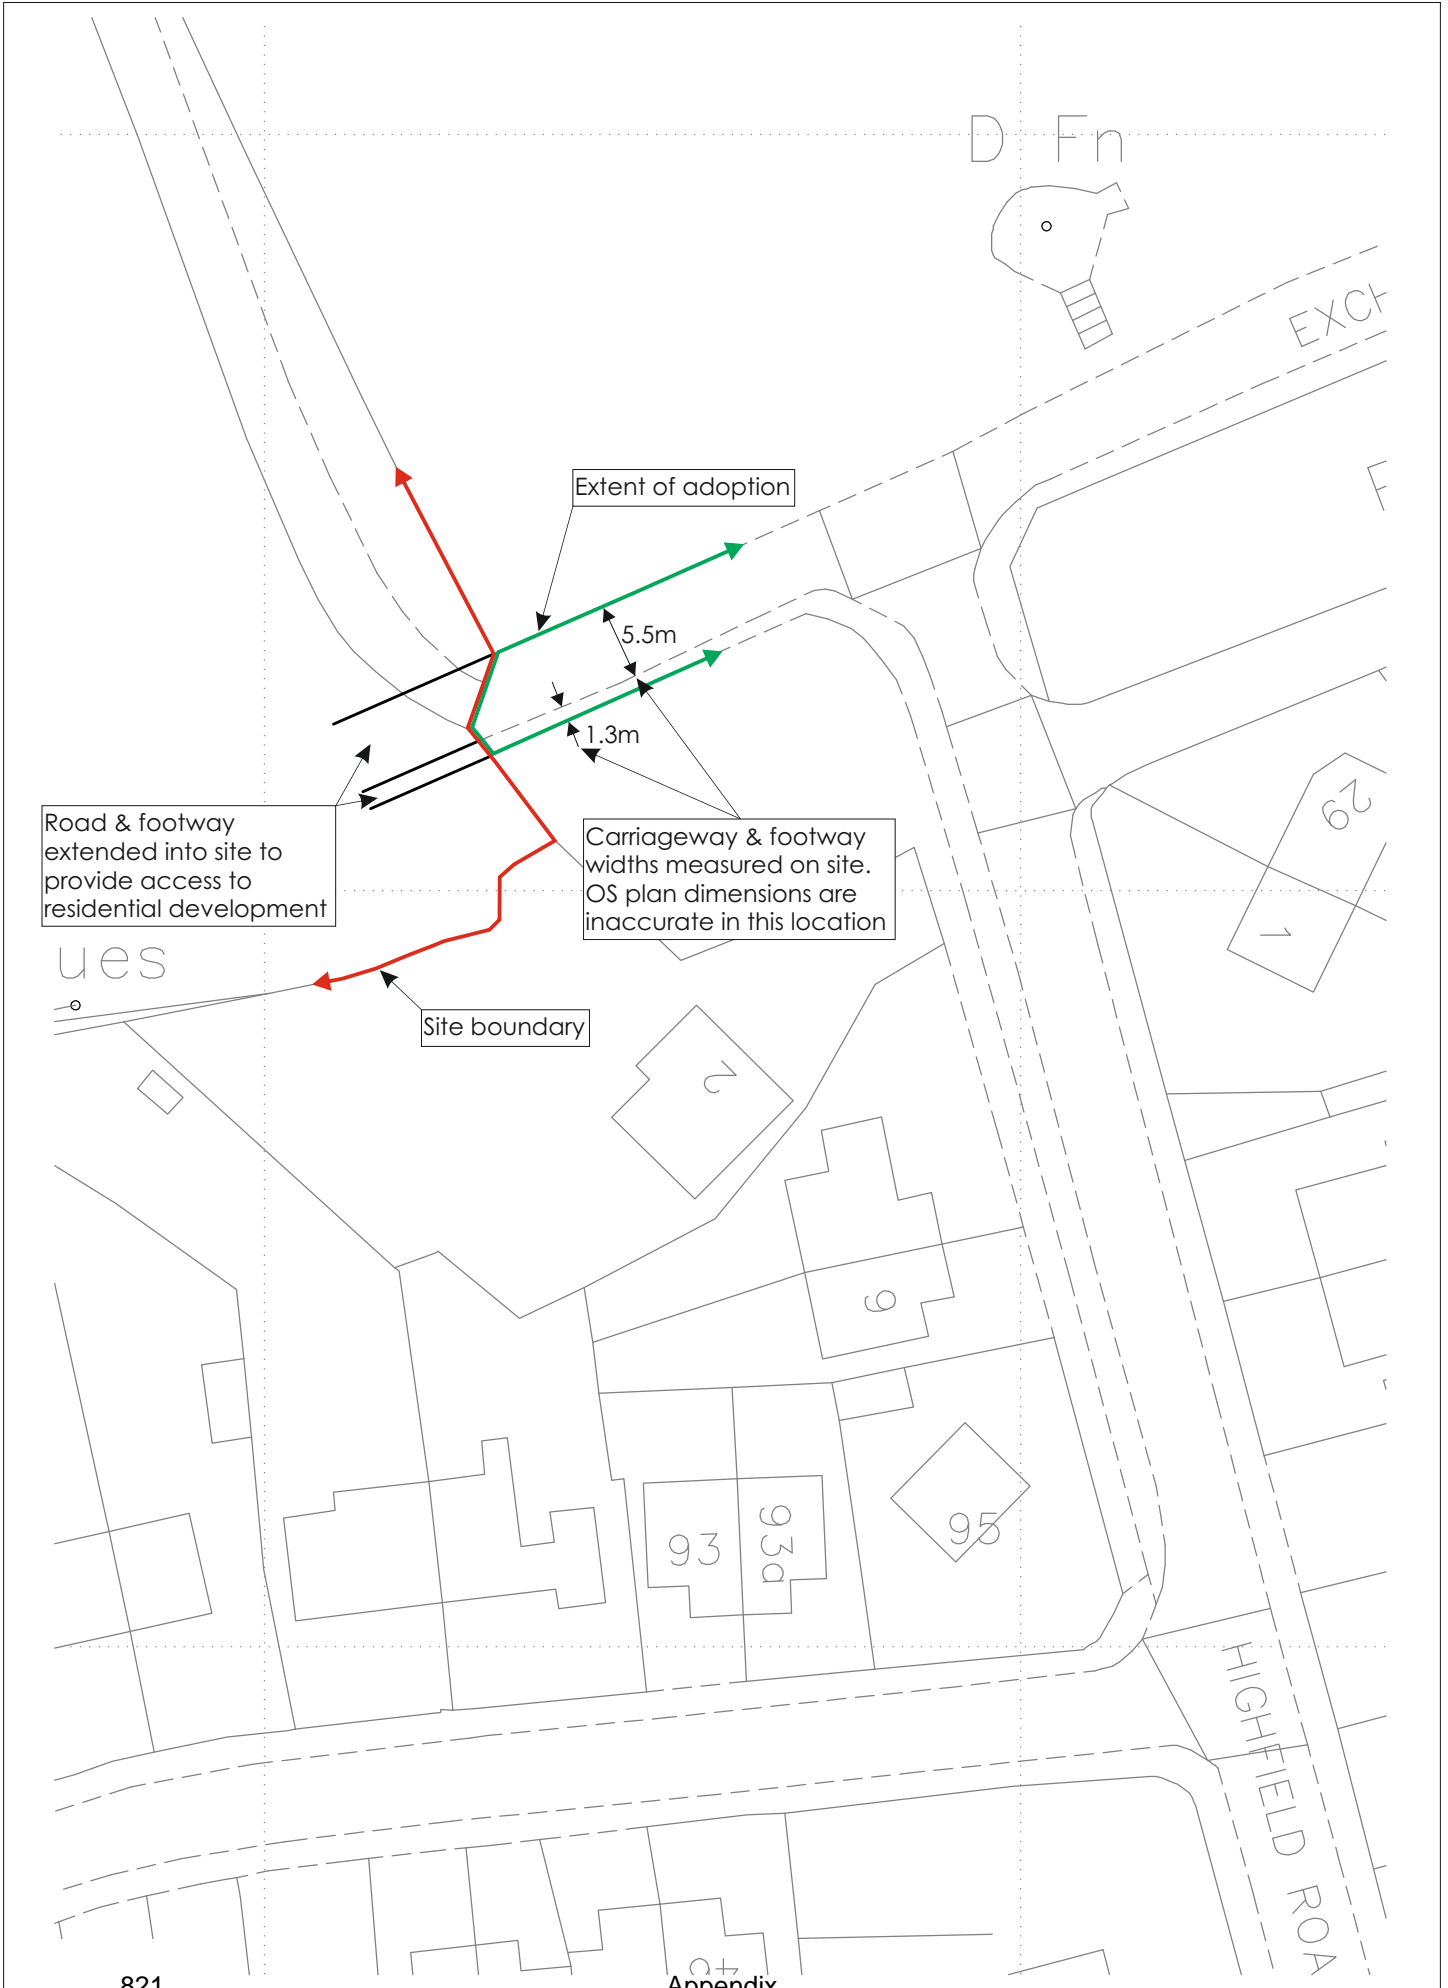 D Fn
EXCH
Extent of adoption
5.5m
1.3m
Road & footway
extended into site to
provide access to
residential development
Carriageway & footway
widths measured on site.
OS plan dimensions are
inaccurate in this location
29
1
ues
Site boundary
2
9
93
93a
95
HIGHFIELD ROA
821
Appendix